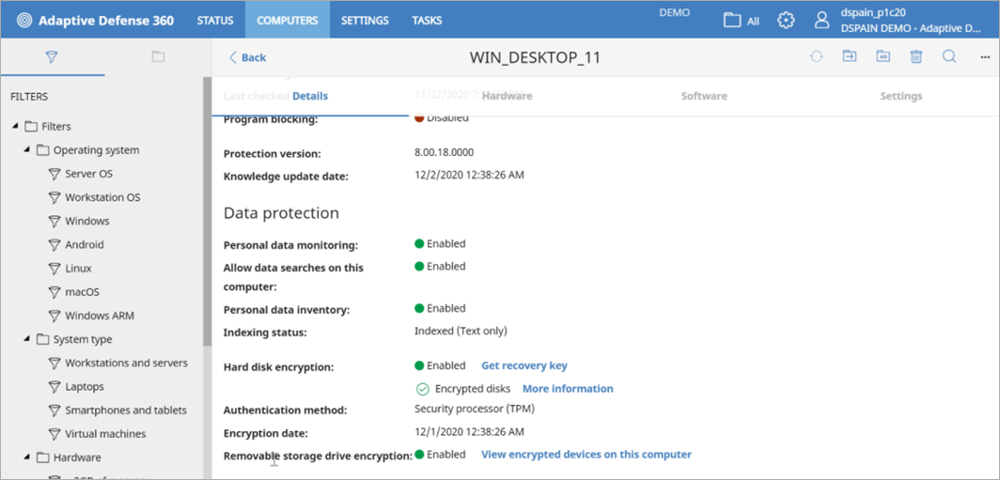 Adaptive Defense 360
STATUS
COMPUTERS
SETTINGS
TASKS
DEMO
All
dspain_p1c20
DSPAIN DEMO - Adaptive D...
Back
WIN_DESKTOP_11
FILTERS
Filters
Operating system
Server OS
Workstation OS
Windows
Android
Linux
macOS
Windows ARM
System type
Workstations and servers
Laptops
Smartphones and tablets
Virtual machines
Hardware
Last checked
Details
Hardware
Software
Settings
Program blocking: Disabled
Protection version: 8.00.18.0000
Knowledge update date: 12/2/2020 12:38:26 AM
Data protection
Personal data monitoring: Enabled
Allow data searches on this Enabled
computer:
Personal data inventory: Enabled
Indexing status: Indexed (Text only)
Hard disk encryption: Enabled Get recovery key
Encrypted disks More information
Authentication method: Security processor (TPM)
Encryption date: 12/1/2020 12:38:26 AM
Removable storage drive encryption: Enabled View encrypted devices on this computer